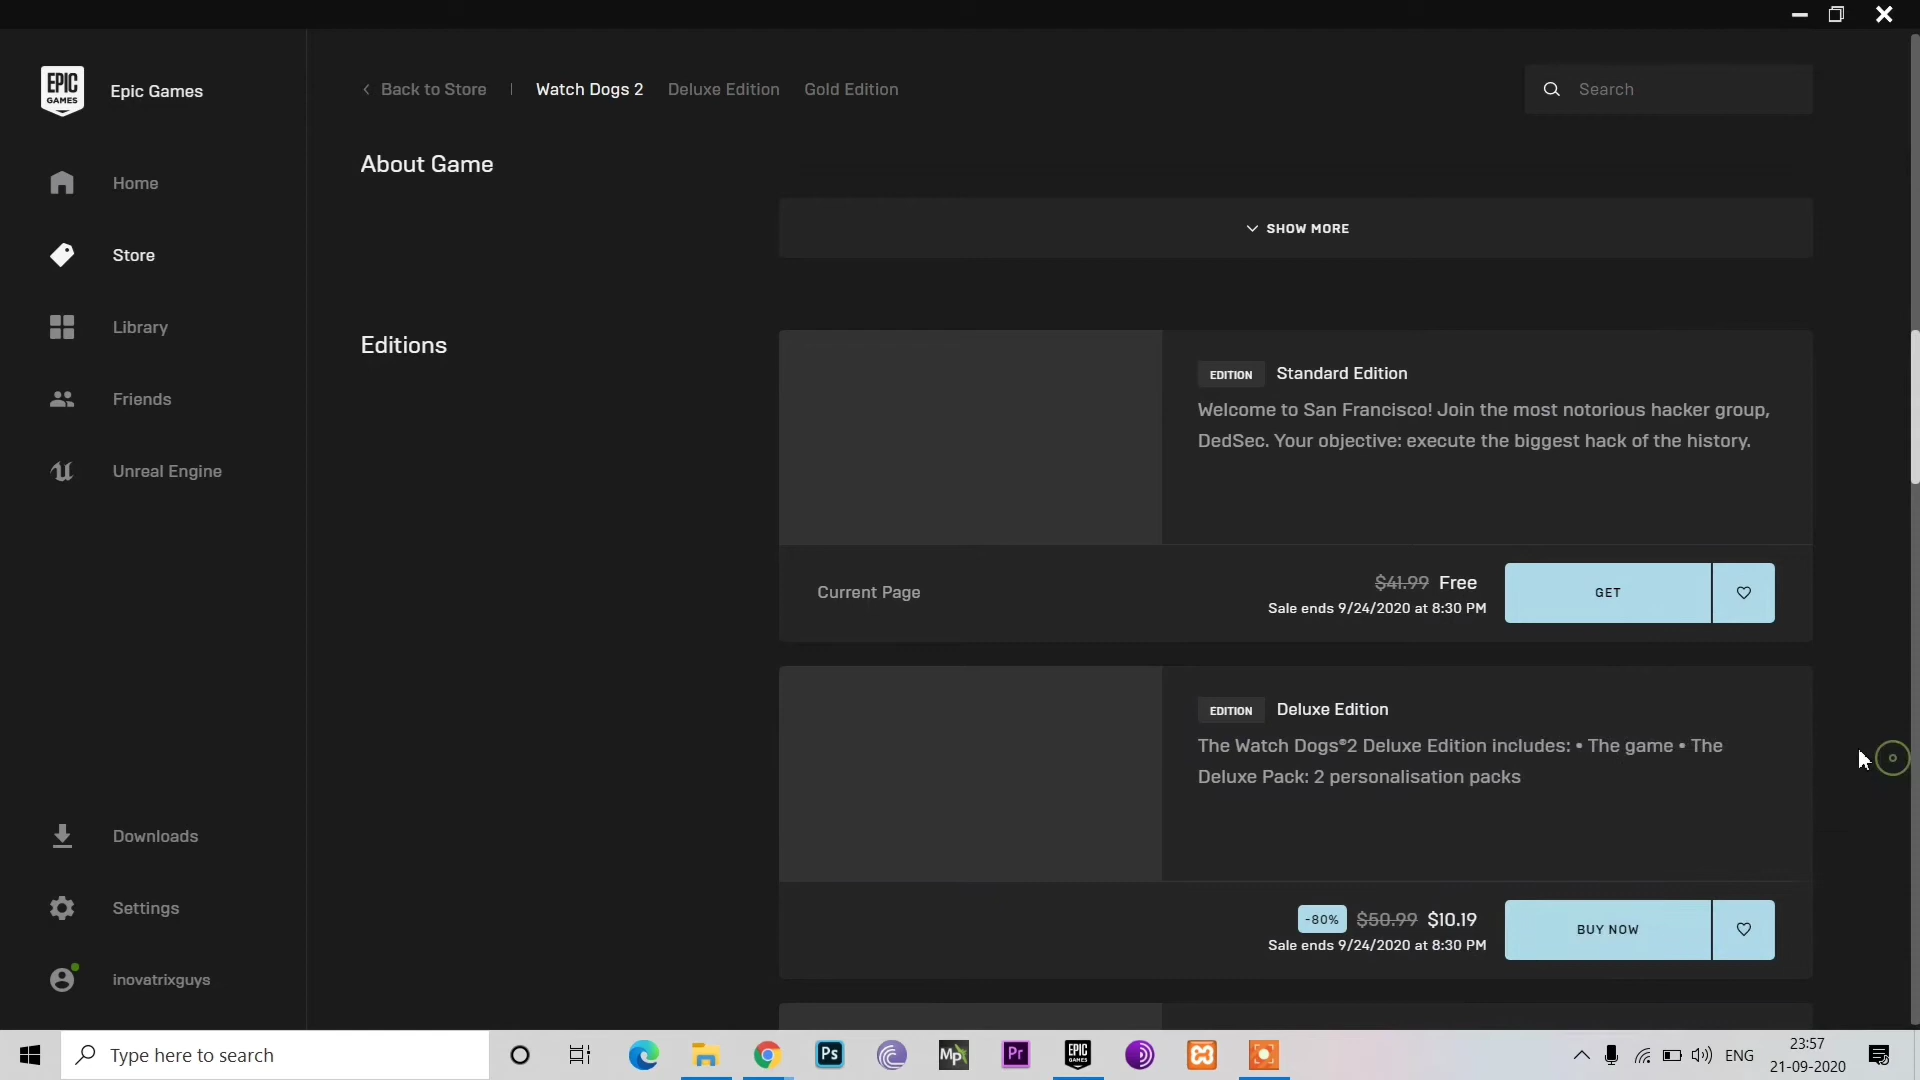 EPIC
GAMES
Epic Games
Home
Store
Library
Friends
Unreal Engine
Downloads
Settings
inovatrixguys
Back to Store
Watch Dogs 2
Deluxe Edition
Gold Edition
Search
About Game
SHOW MORE
Editions
EDITION Standard Edition
Welcome to San Francisco! Join the most notorious hacker group,
DedSec. Your objective: execute the biggest hack of the history.
Current Page
$41.99 Free
Sale ends 9/24/2020 at 8:30 PM
GET
EDITION Deluxe Edition
The Watch Dogs®2 Deluxe Edition includes: • The game • The
Deluxe Pack: 2 personalisation packs
-80% $50.99 $10.19
Sale ends 9/24/2020 at 8:30 PM
BUY NOW
Type here to search
Ps
Mp
Pr
EPIC
GAMES
ENG
23:57
21-09-2020